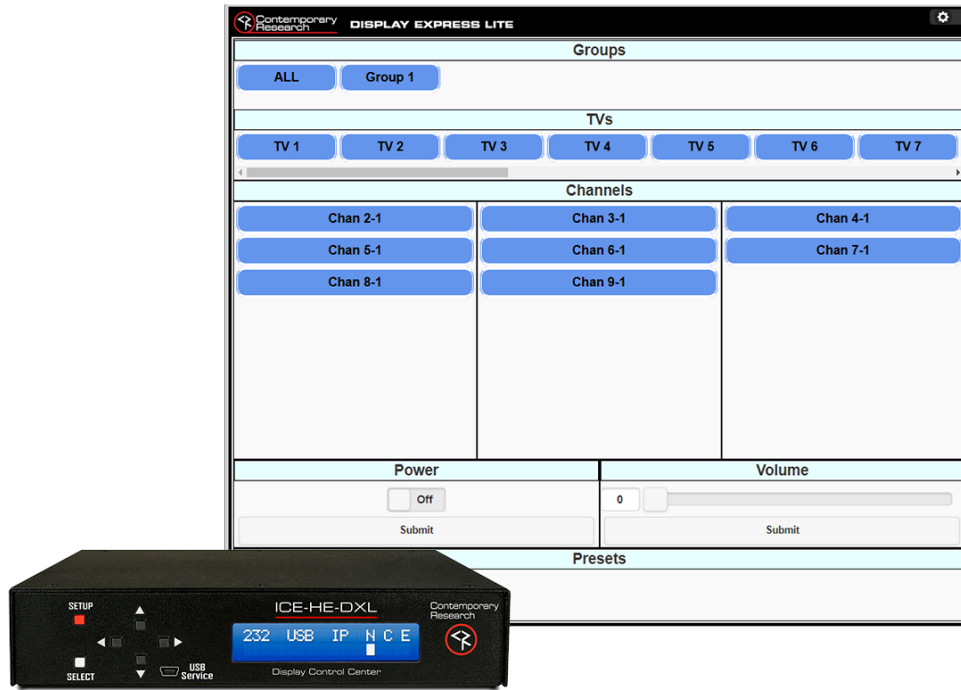 Contemporary
Research
DISPLAY EXPRESS LITE
Groups
ALL
Group 1
TVs
TV 1
TV 2
TV 3
TV 4
TV 5
TV 6
TV 7
Channels
Chan 2-1
Chan 3-1
Chan 4-1
Chan 5-1
Chan 6-1
Chan 7-1
Chan 8-1
Chan 9-1
Power
Volume
Off
0
Submit
Submit
Presets
SETUP
SELECT
USB
Service
ICE-HE-DXL
232 USB IP N C E
Display Control Center
Contemporary
Research